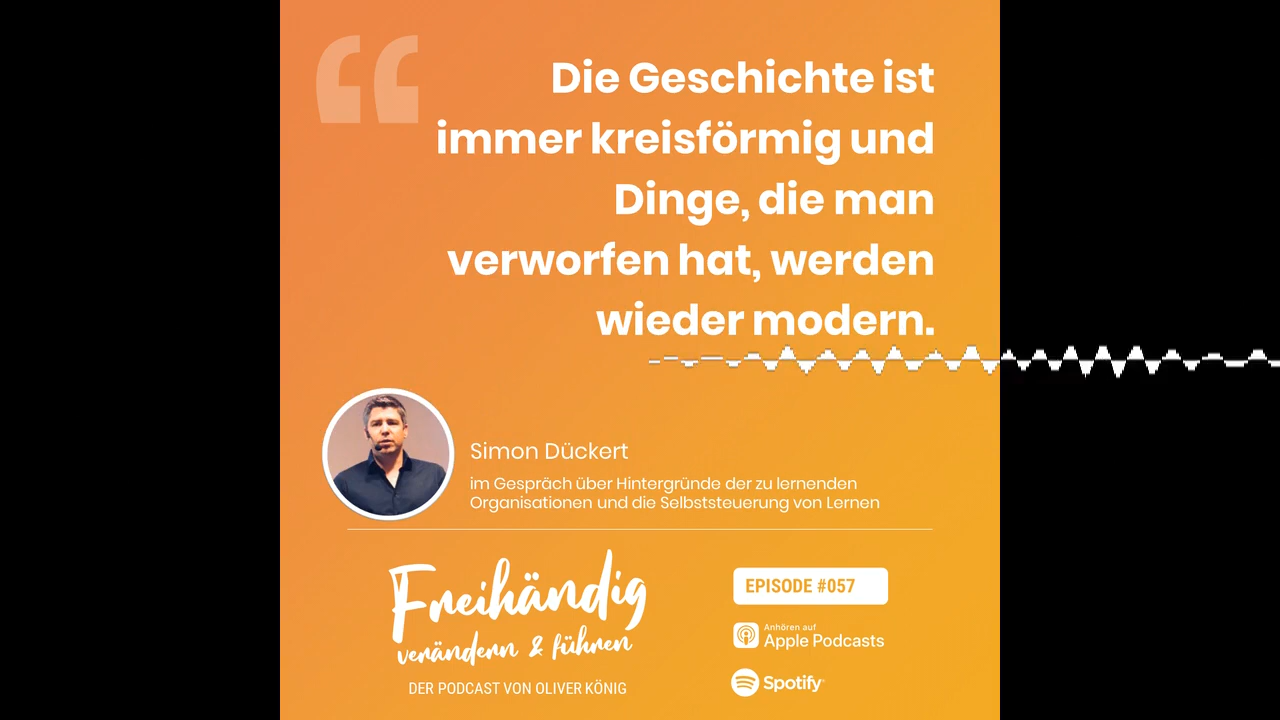 Die Geschichte ist
immer kreisförmig und
Dinge, die man
verworfen hat, werden
wieder modern.
Simon Dückert
im Gespräch über Hintergründe der zu lernenden
Organisationen und die Selbststeuerung von Lernen
Freihändig
verändern & führen
DER PODCAST VON OLIVER KÖNIG
EPISODE #057
Anhören auf
Apple Podcasts
Spotify